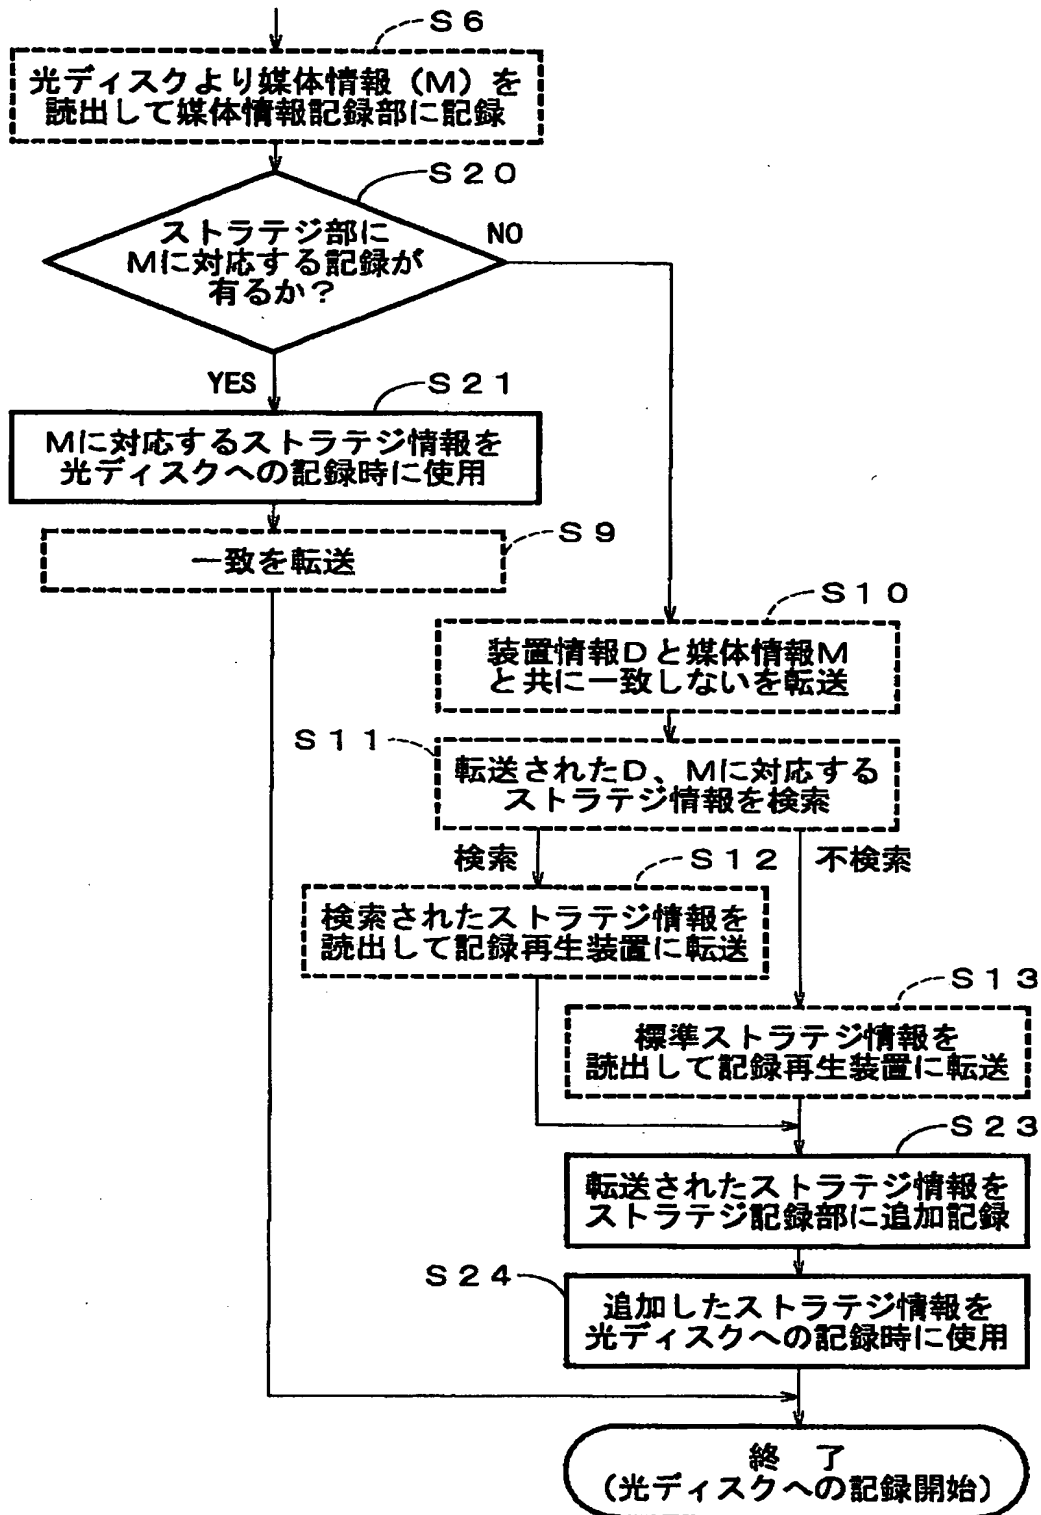 S6
光ディスクより媒体情報(M)を
読出して媒体情報記録部に記録
S20
ストラテジ部に
Mに対応する記録が
有るか?
NO
YES
S21
Mに対応するストラテジ情報を
光ディスクへの記録時に使用
S9
一致を転送
S10
装置情報Dと媒体情報M
と共に一致しないを転送
S11
転送されたD、Mに対応する
ストラテジ情報を検索
検索
S12
不検索
検索されたストラテジ情報を
読出して記録再生装置に転送
S13
標準ストラテジ情報を
読出して記録再生装置に転送
S23
転送されたストラテジ情報を
ストラテジ記録部に追加記録
S24
追加したストラテジ情報を
光ディスクへの記録時に使用
終 了
(光ディスクへの記録開始)